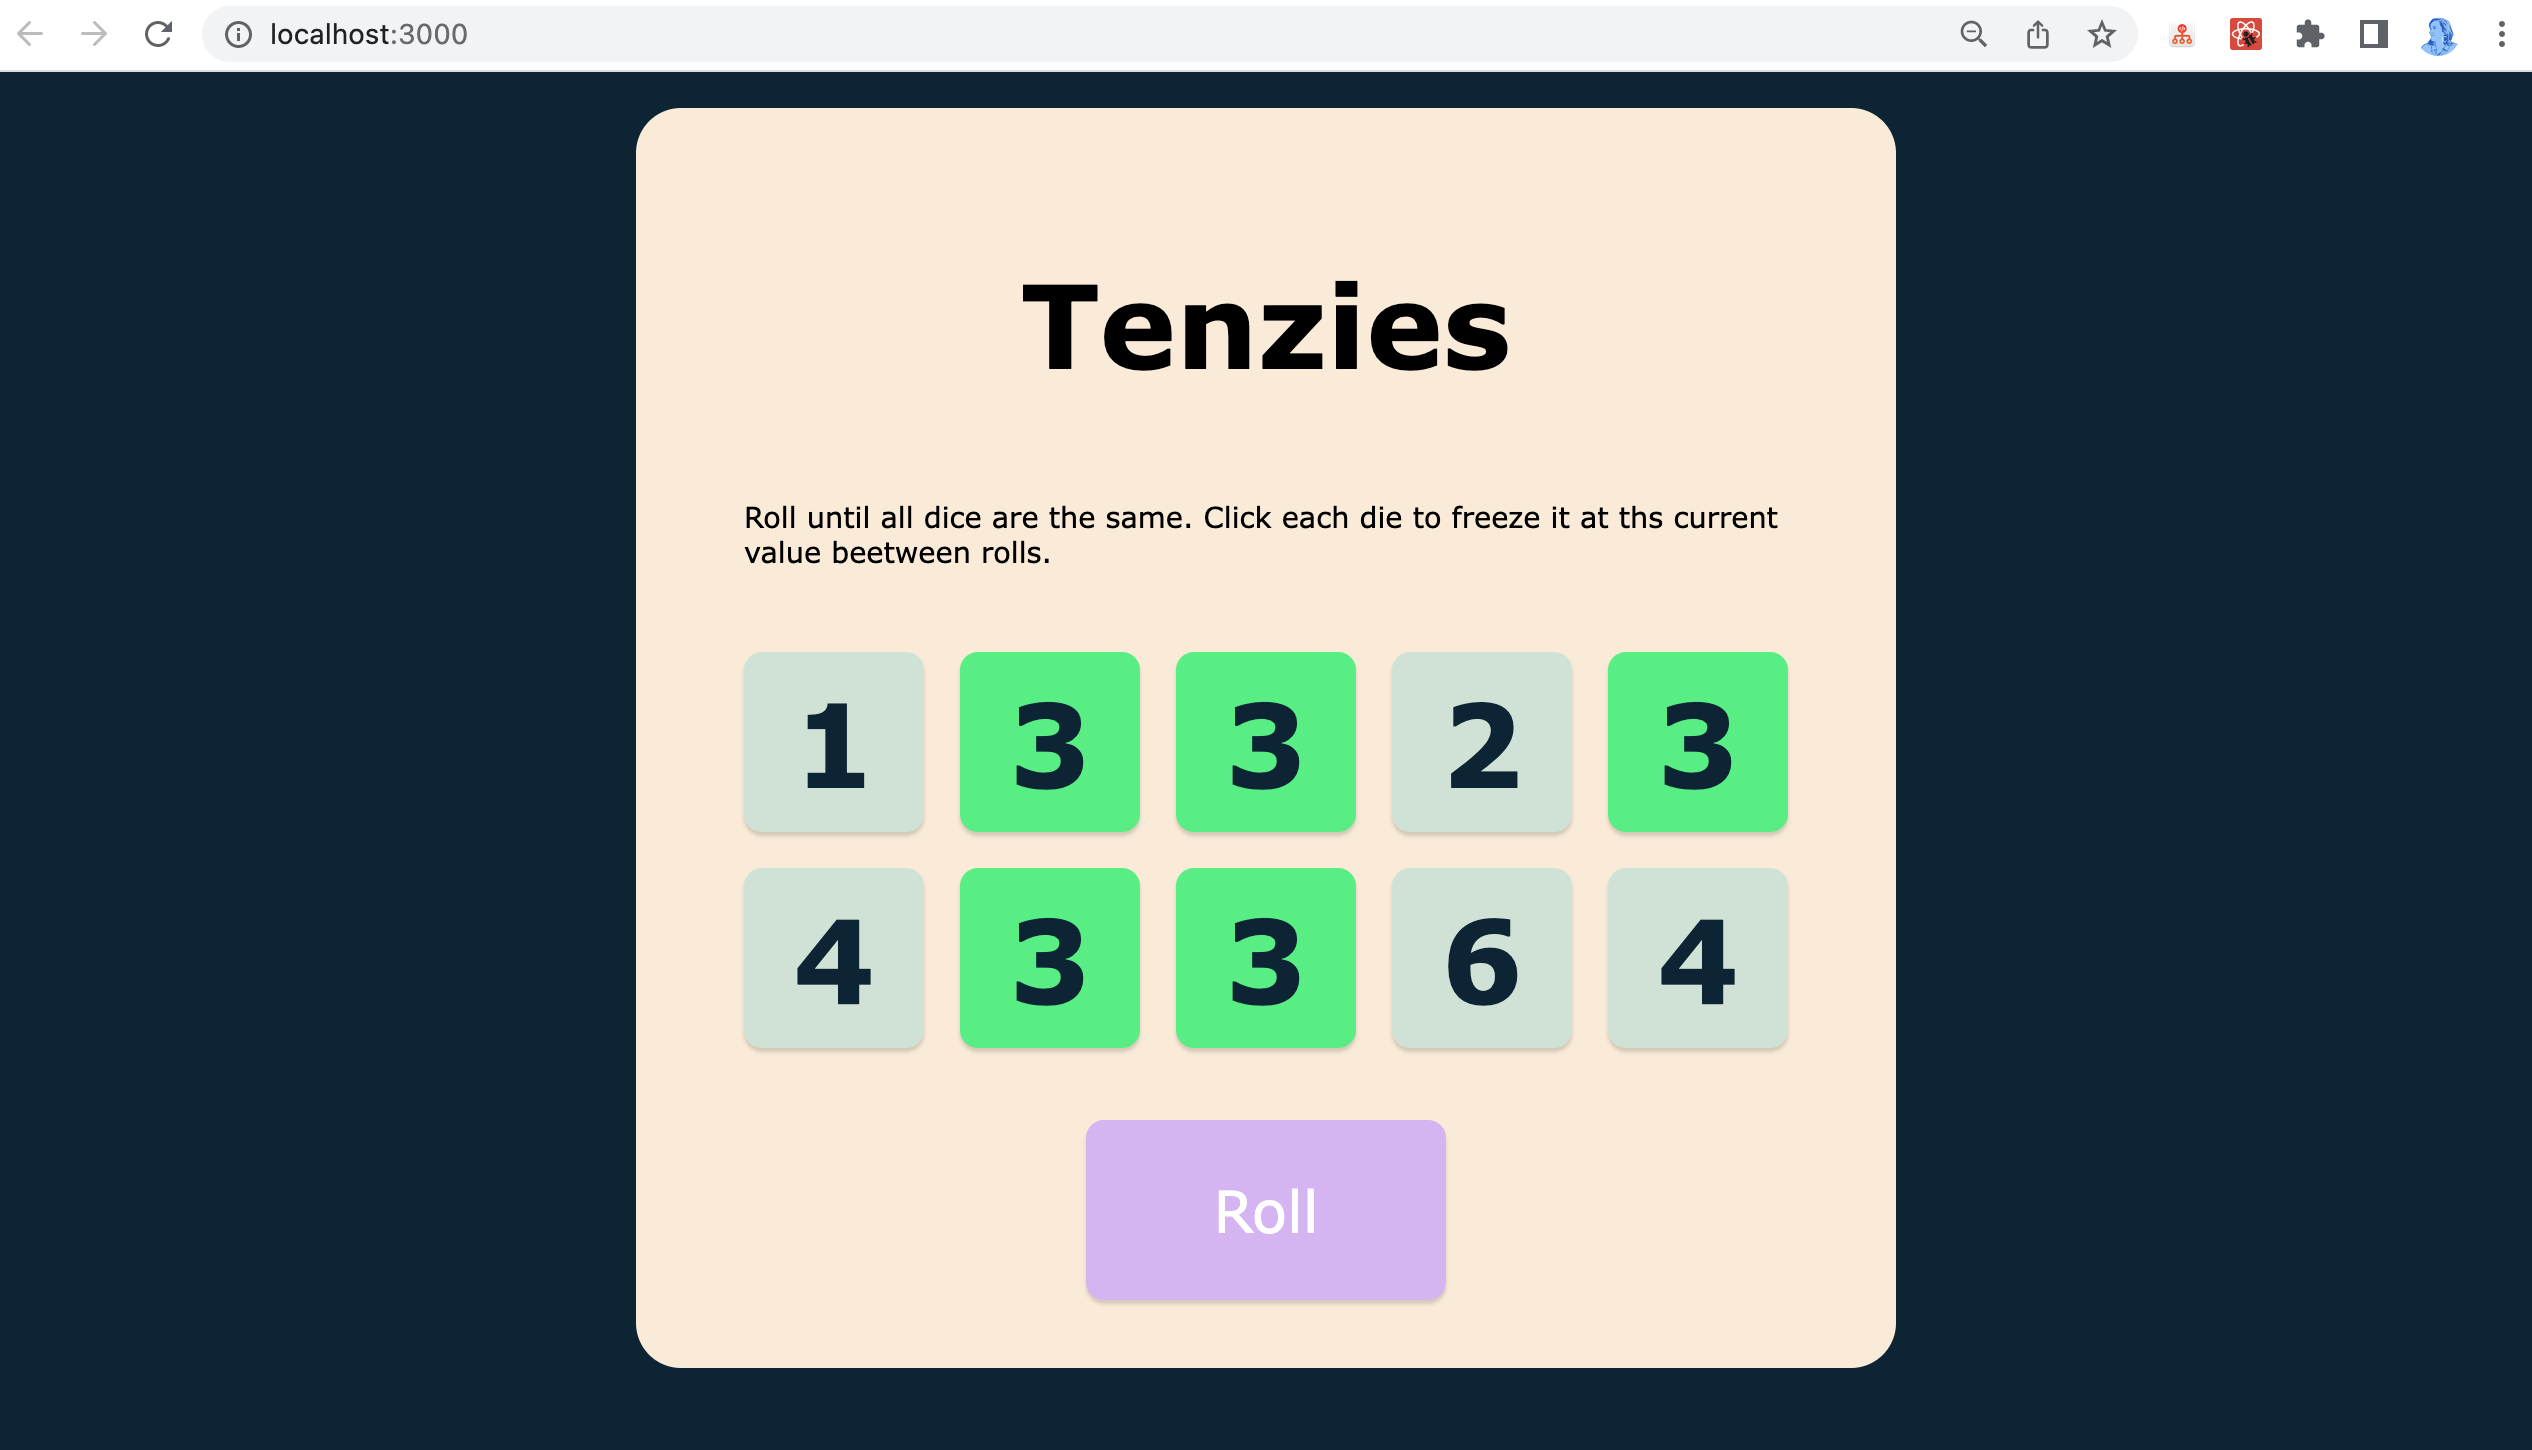 localhost:3000
Tenzies
Roll until all dice are the same. Click each die to freeze it at ths current
value beetween rolls.
1 3 3 2 3
4 3 3 6 4
Roll